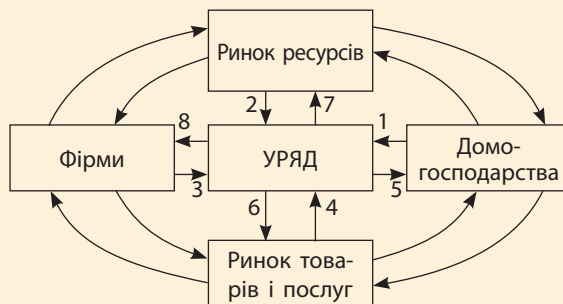 Ринок ресурсів
2
7
8
1
Фірми
УРЯД
Домо-
господарства
3
5
6
4
Ринок това-
рів і послуг